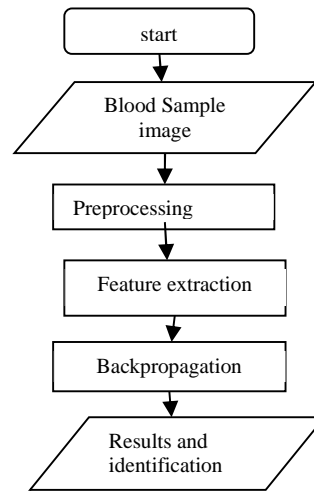 start
Blood Sample
image
Preprocessing
Feature extraction
Backpropagation
Results and
identification